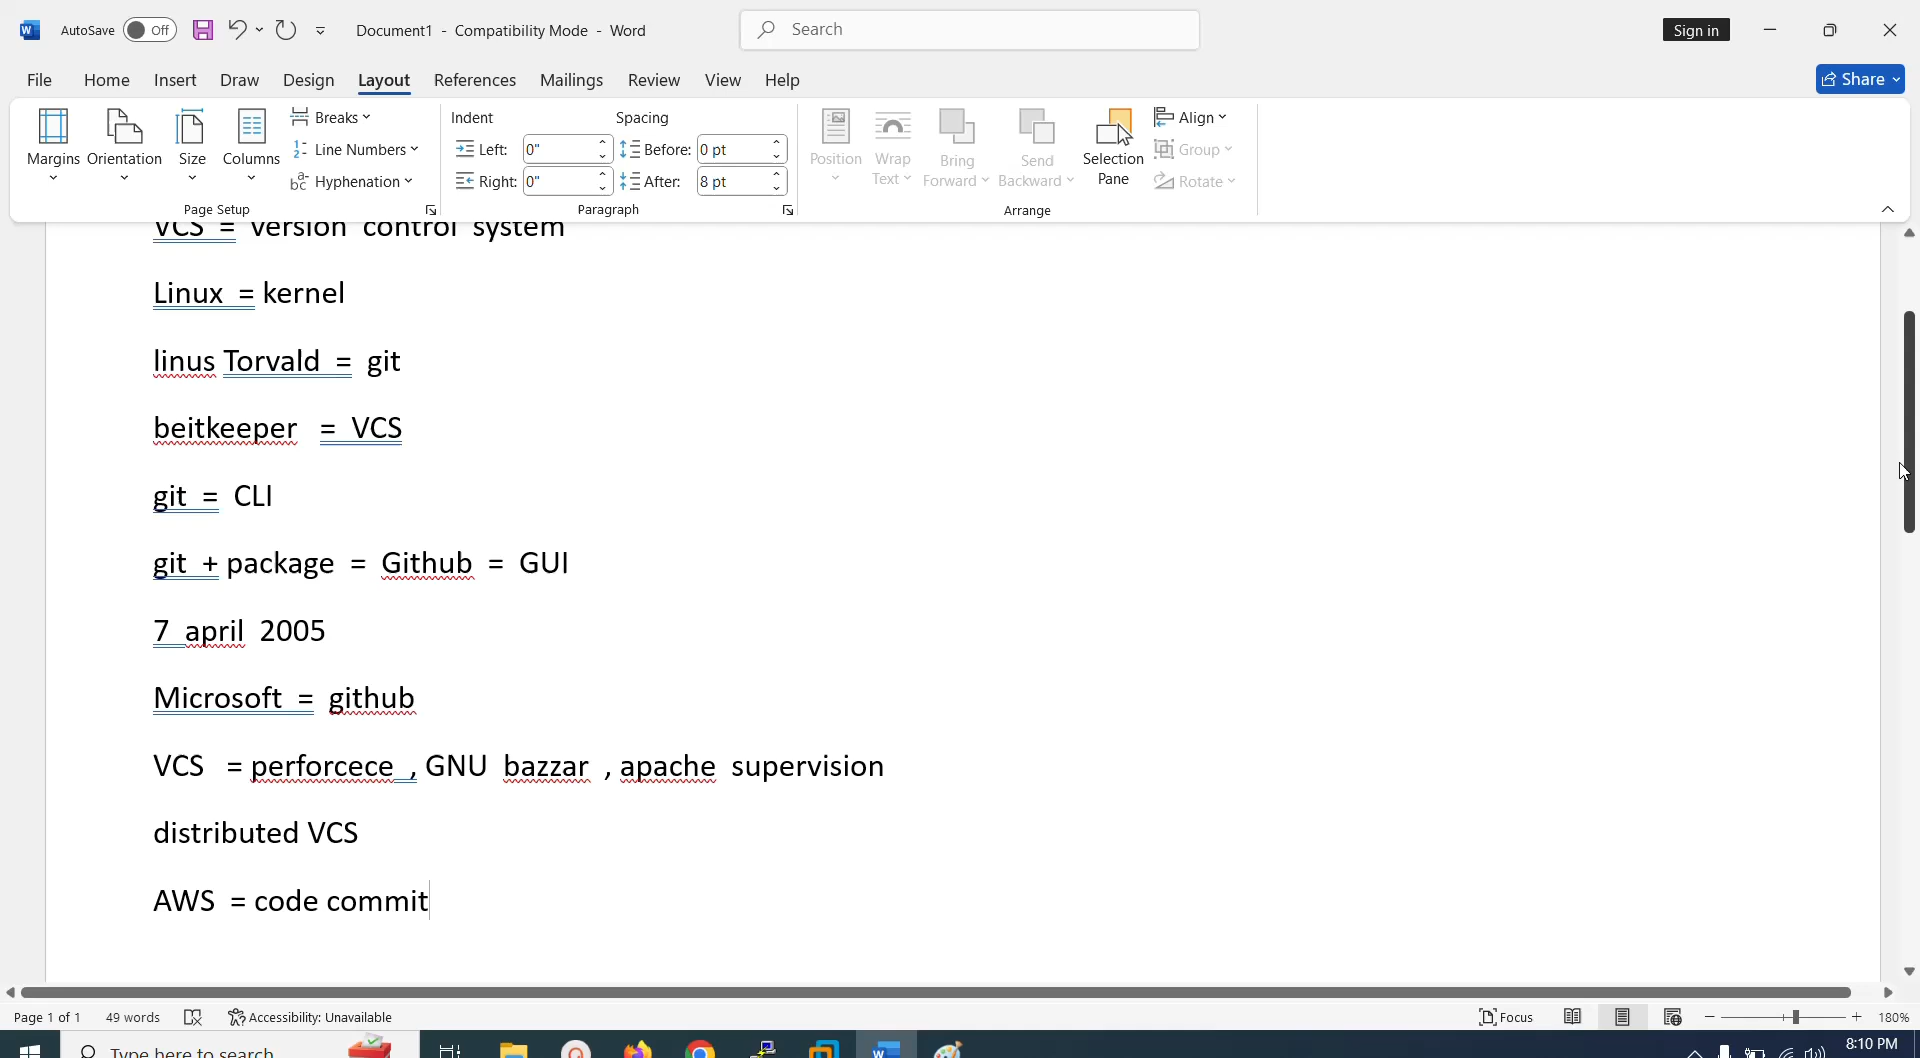 AutoSave Off Document1 - Compatibility Mode - Word Search Sign in
File Home Insert Draw Design Layout References Mailings Review View Help Share
Margins Orientation Size Columns Breaks Line Numbers Hyphenation
Page Setup
Indent Spacing
Left: 0" Before: 0 pt
Right: 0" After: 8 pt
Paragraph
Position Wrap Text Bring Forward Send Backward Selection Pane Align Group Rotate
Arrange
VCS = version control system
Linux = kernel
linus Torvald = git
beitkeeper = VCS
git = CLI
git + package = Github = GUI
7 april 2005
Microsoft = github
VCS = perforcece , GNU bazzar , apache supervision
distributed VCS
AWS = code commit
Page 1 of 1 49 words Accessibility: Unavailable Focus 180%
Type here to search 8:10 PM